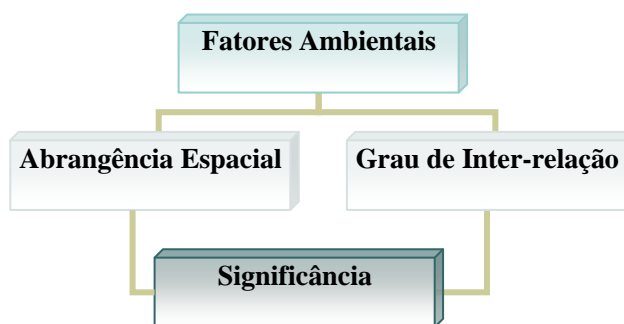 Fatores Ambientais
Abrangência Espacial
Grau de Inter-relação
Significância